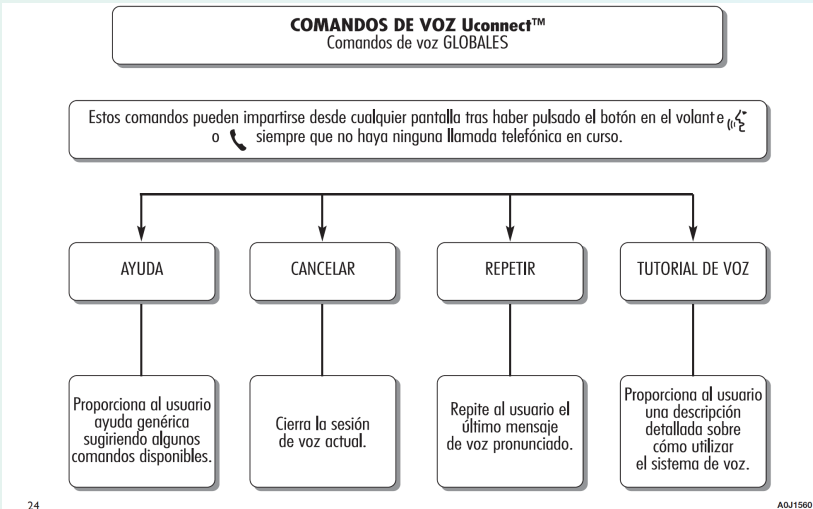 COMANDOS DE VOZ Uconnect™
Comandos de voz GLOBALES
Estos comandos pueden impartirse desde cualquier pantalla tras haber pulsado el botón en el volante
o siempre que no haya ninguna llamada telefónica en curso.
AYUDA
CANCELAR
REPETIR
TUTORIAL DE VOZ
Proporciona al usuario
ayuda genérica
sugiriendo algunos
comandos disponibles.
Cierra la sesión
de voz actual.
Repite al usuario el
último mensaje
de voz pronunciado.
Proporciona al usuario
una descripción
detallada sobre
cómo utilizar
el sistema de voz.
24
A0J1560